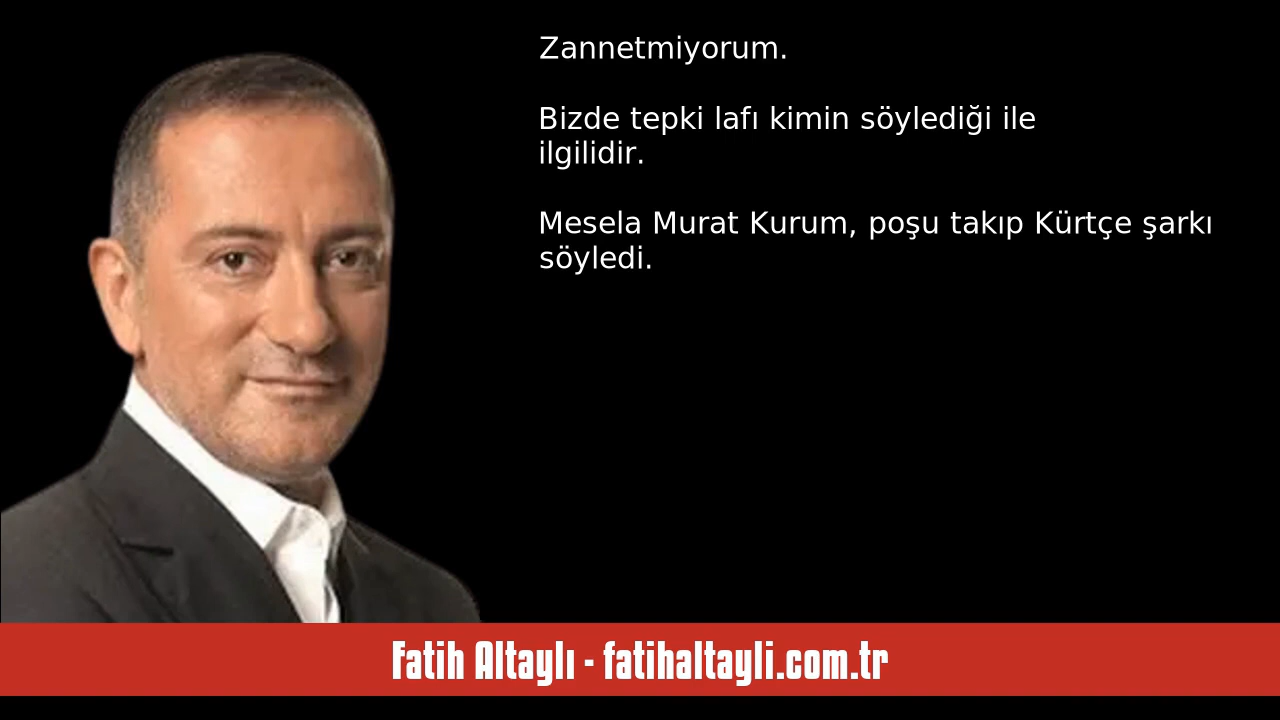 Zannetmiyorum.
Bizde tepki lafı kimin söylediği ile
ilgilidir.
Mesela Murat Kurum, poşu takıp Kürtçe şarkı
söyledi.
Fatih Altaylı - fatihaltayli.com.tr